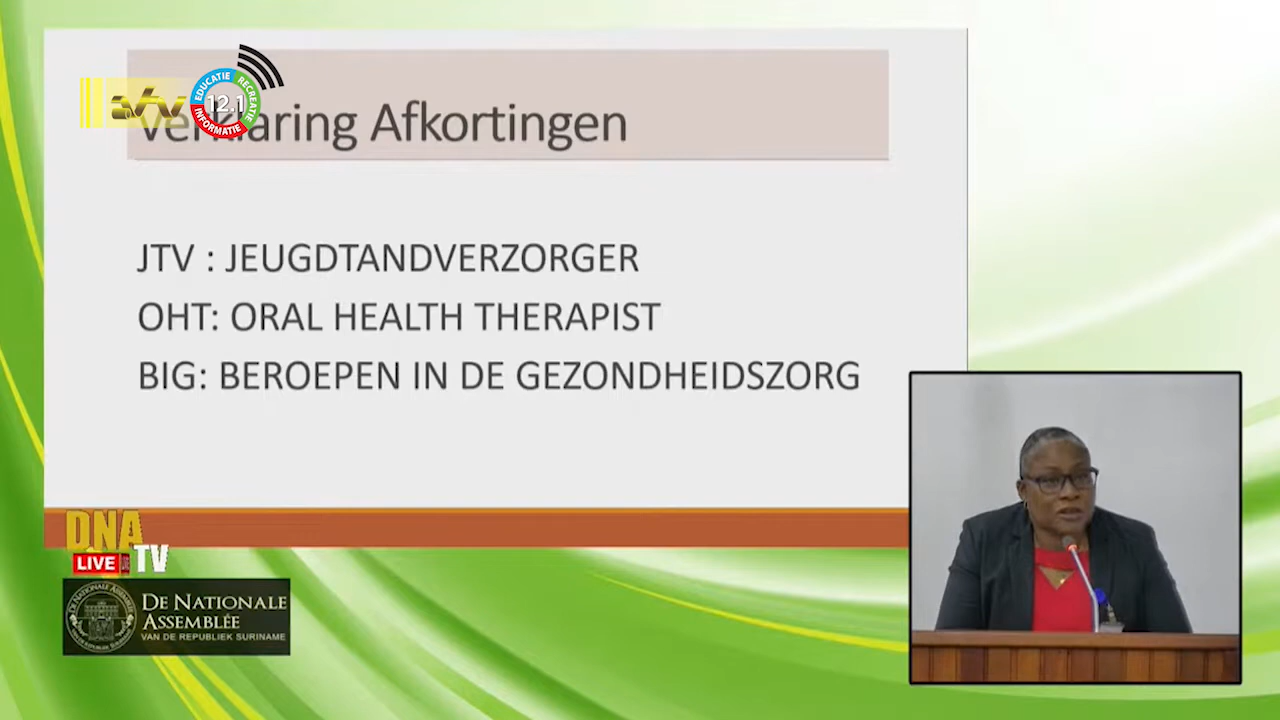 atv
EDUCATIE
RECREATIE
INFORMATIE
12.1
Verklaring Afkortingen
JTV : JEUGDTANDVERZORGER
OHT: ORAL HEALTH THERAPIST
BIG: BEROEPEN IN DE GEZONDHEIDSZORG
DNA
LIVE
TV
DE NATIONALE
ASSEMBLÉE
VAN DE REPUBLIEK SURINAME